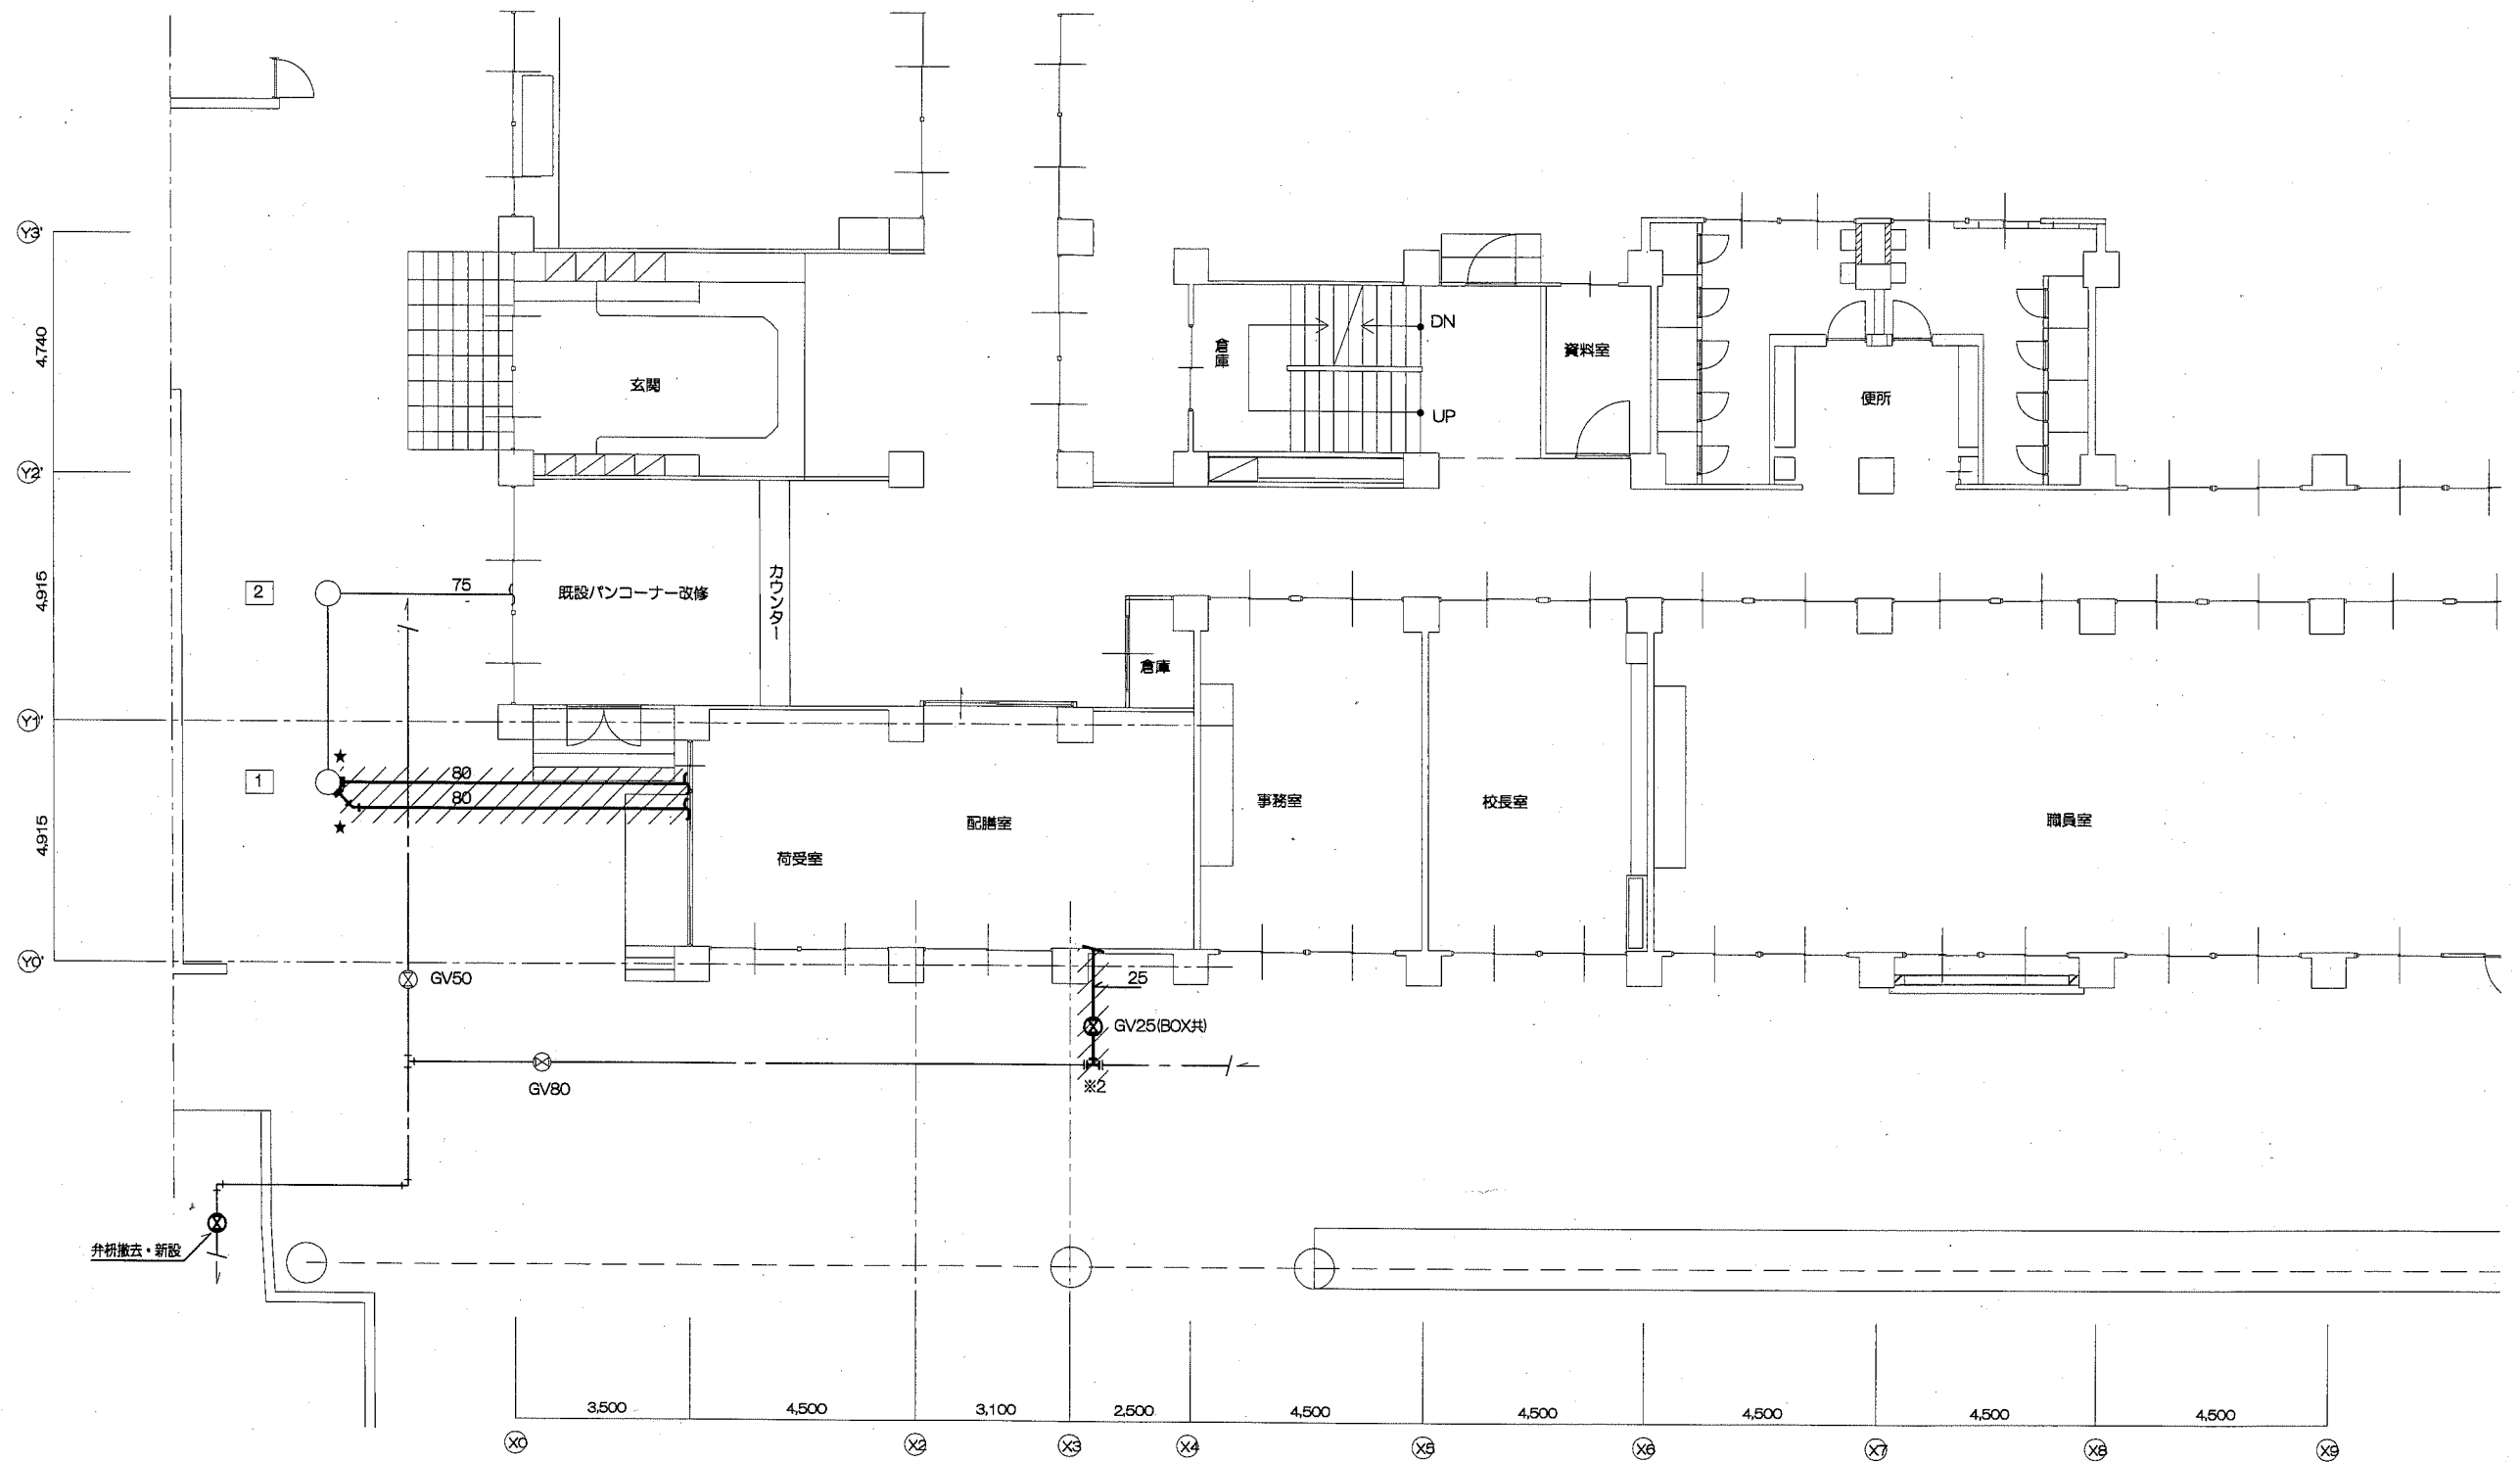 Y3'
4,740
DN
倉庫
資料室
玄関
便所
UP
Y2'
カウンター
4,915
2
75
既設パンコーナー改修
倉庫
Y1'
★
1
80
80
事務室
校長室
職員室
配膳室
★
4,915
荷受室
Y0'
GV50
25
GV25(BOX共)
GV80
※2
弁桝撤去・新設
3,500
4,500
3,100
2,500
4,500
4,500
4,500
4,500
4,500
X0
X2
X3
X4
X5
X6
X7
X8
X9